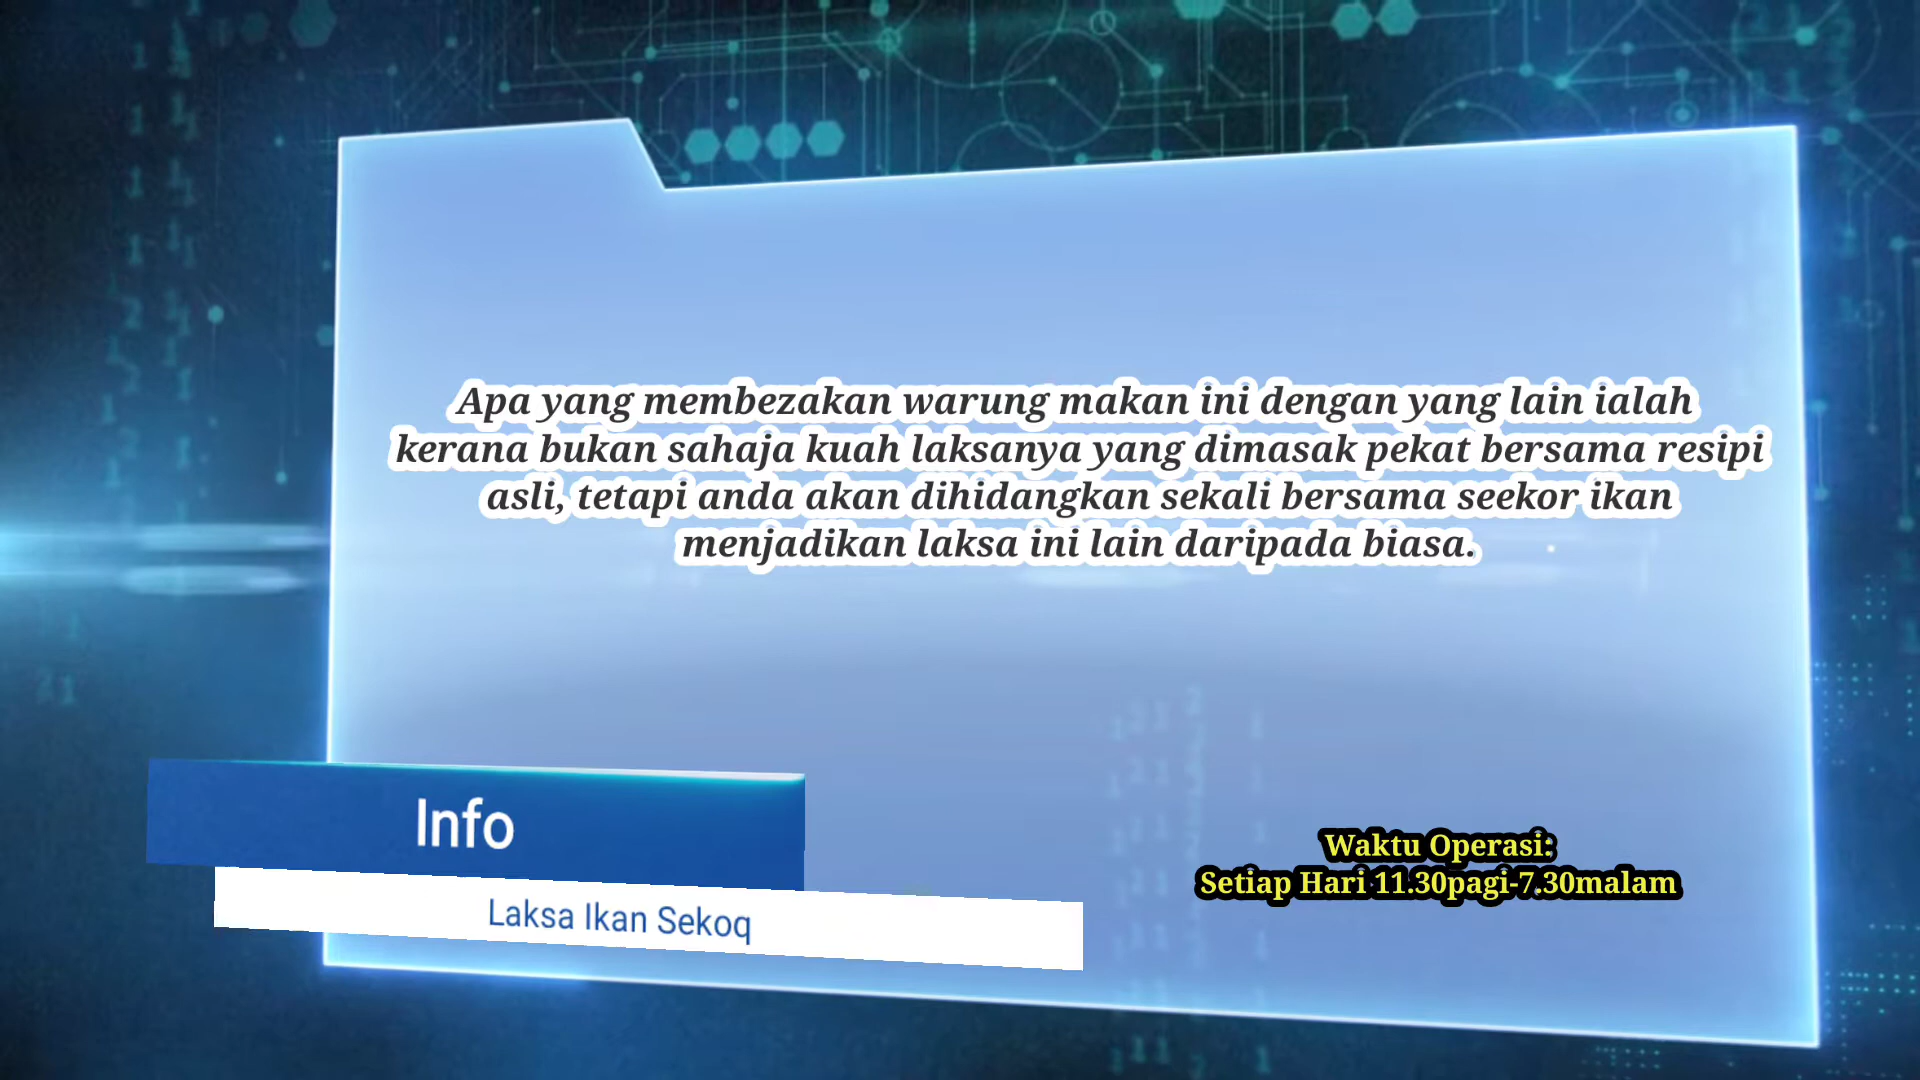 Apa yang membezakan warung makan ini dengan yang lain ialah
kerana bukan sahaja kuah laksanya yang dimasak pekat bersama resipi
asli, tetapi anda akan dihidangkan sekali bersama seekor ikan
menjadikan laksa ini lain daripada biasa.
Info
Laksa Ikan Sekoq
Waktu Operasi:
Setiap Hari 11.30pagi-7.30malam